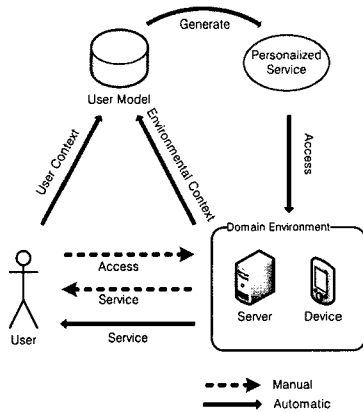 Generate
Personalized
Service
User Model
User Context
Environmental Context
Access
Domain Environment
Access
Service
Server
Device
User
Service
Manual
Automatic